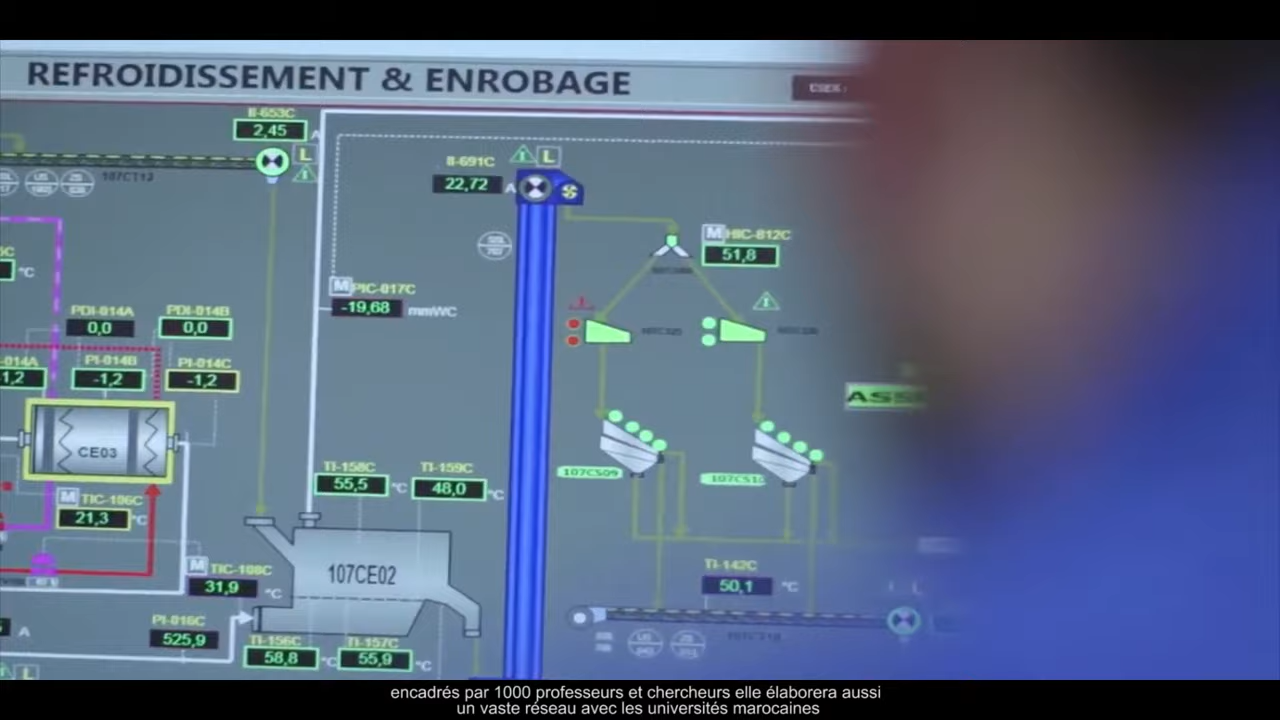 REFROIDISSEMENT & ENROBAGE
II-653C
2,45 A
L
107CT13
II-691C
L
22,72 A
M HIC-812C
51,8
°C
M PIC-017C
-19,68 mmWC
PDI-014A
0,0
PDI-014B
0,0
-014A
1,2
PI-014B
-1,2
PI-014C
-1,2
CE03
TI-158C
55,5 °C
TI-159C
48,0 °C
107CS09
M TIC-106C
21,3 °C
107CE02
M TIC-108C
31,9 °C
TI-142C
50,1 °C
A
PI-016C
525,9
TI-156C
58,8 °C
TI-157C
55,9 °C
L
encadrés par 1000 professeurs et chercheurs elle élaborera aussi
un vaste réseau avec les universités marocaines